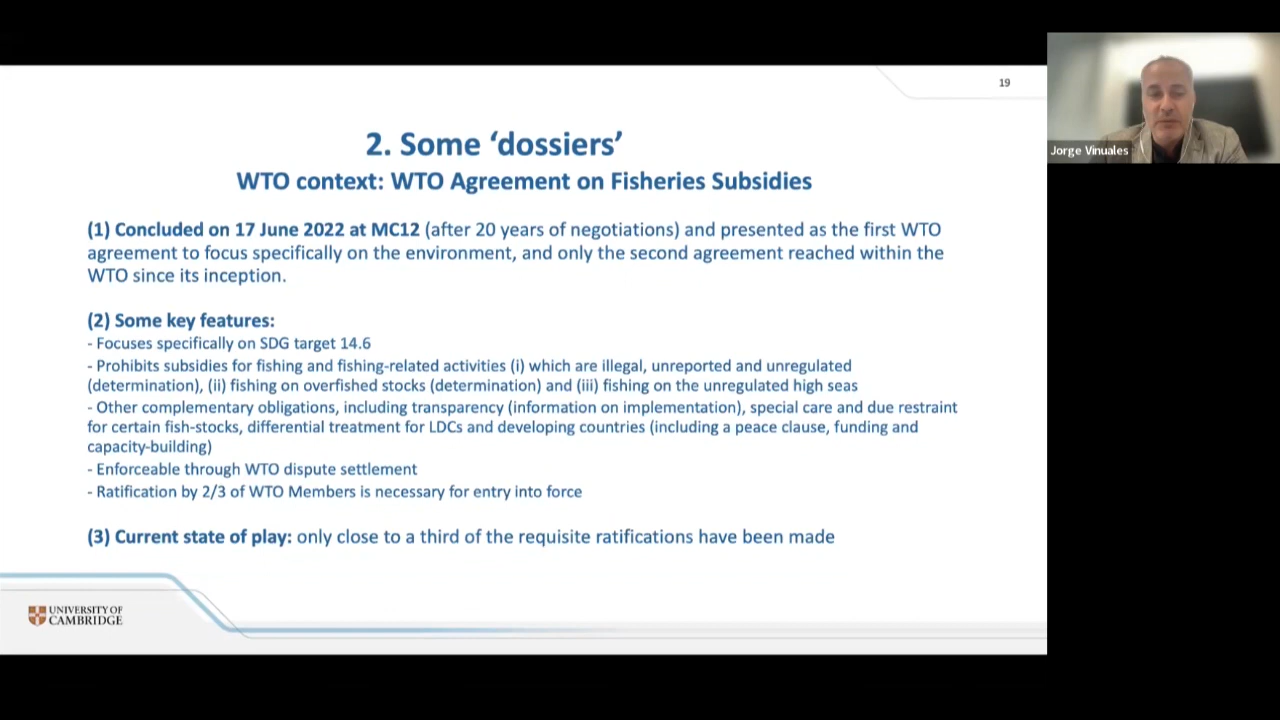 19
2. Some ‘dossiers’
WTO context: WTO Agreement on Fisheries Subsidies
(1) Concluded on 17 June 2022 at MC12 (after 20 years of negotiations) and presented as the first WTO
agreement to focus specifically on the environment, and only the second agreement reached within the
WTO since its inception.
(2) Some key features:
- Focuses specifically on SDG target 14.6
- Prohibits subsidies for fishing and fishing-related activities (i) which are illegal, unreported and unregulated
(determination), (ii) fishing on overfished stocks (determination) and (iii) fishing on the unregulated high seas
- Other complementary obligations, including transparency (information on implementation), special care and due restraint
for certain fish-stocks, differential treatment for LDCs and developing countries (including a peace clause, funding and
capacity-building)
- Enforceable through WTO dispute settlement
- Ratification by 2/3 of WTO Members is necessary for entry into force
(3) Current state of play: only close to a third of the requisite ratifications have been made
UNIVERSITY OF
CAMBRIDGE
Jorge Vinuales